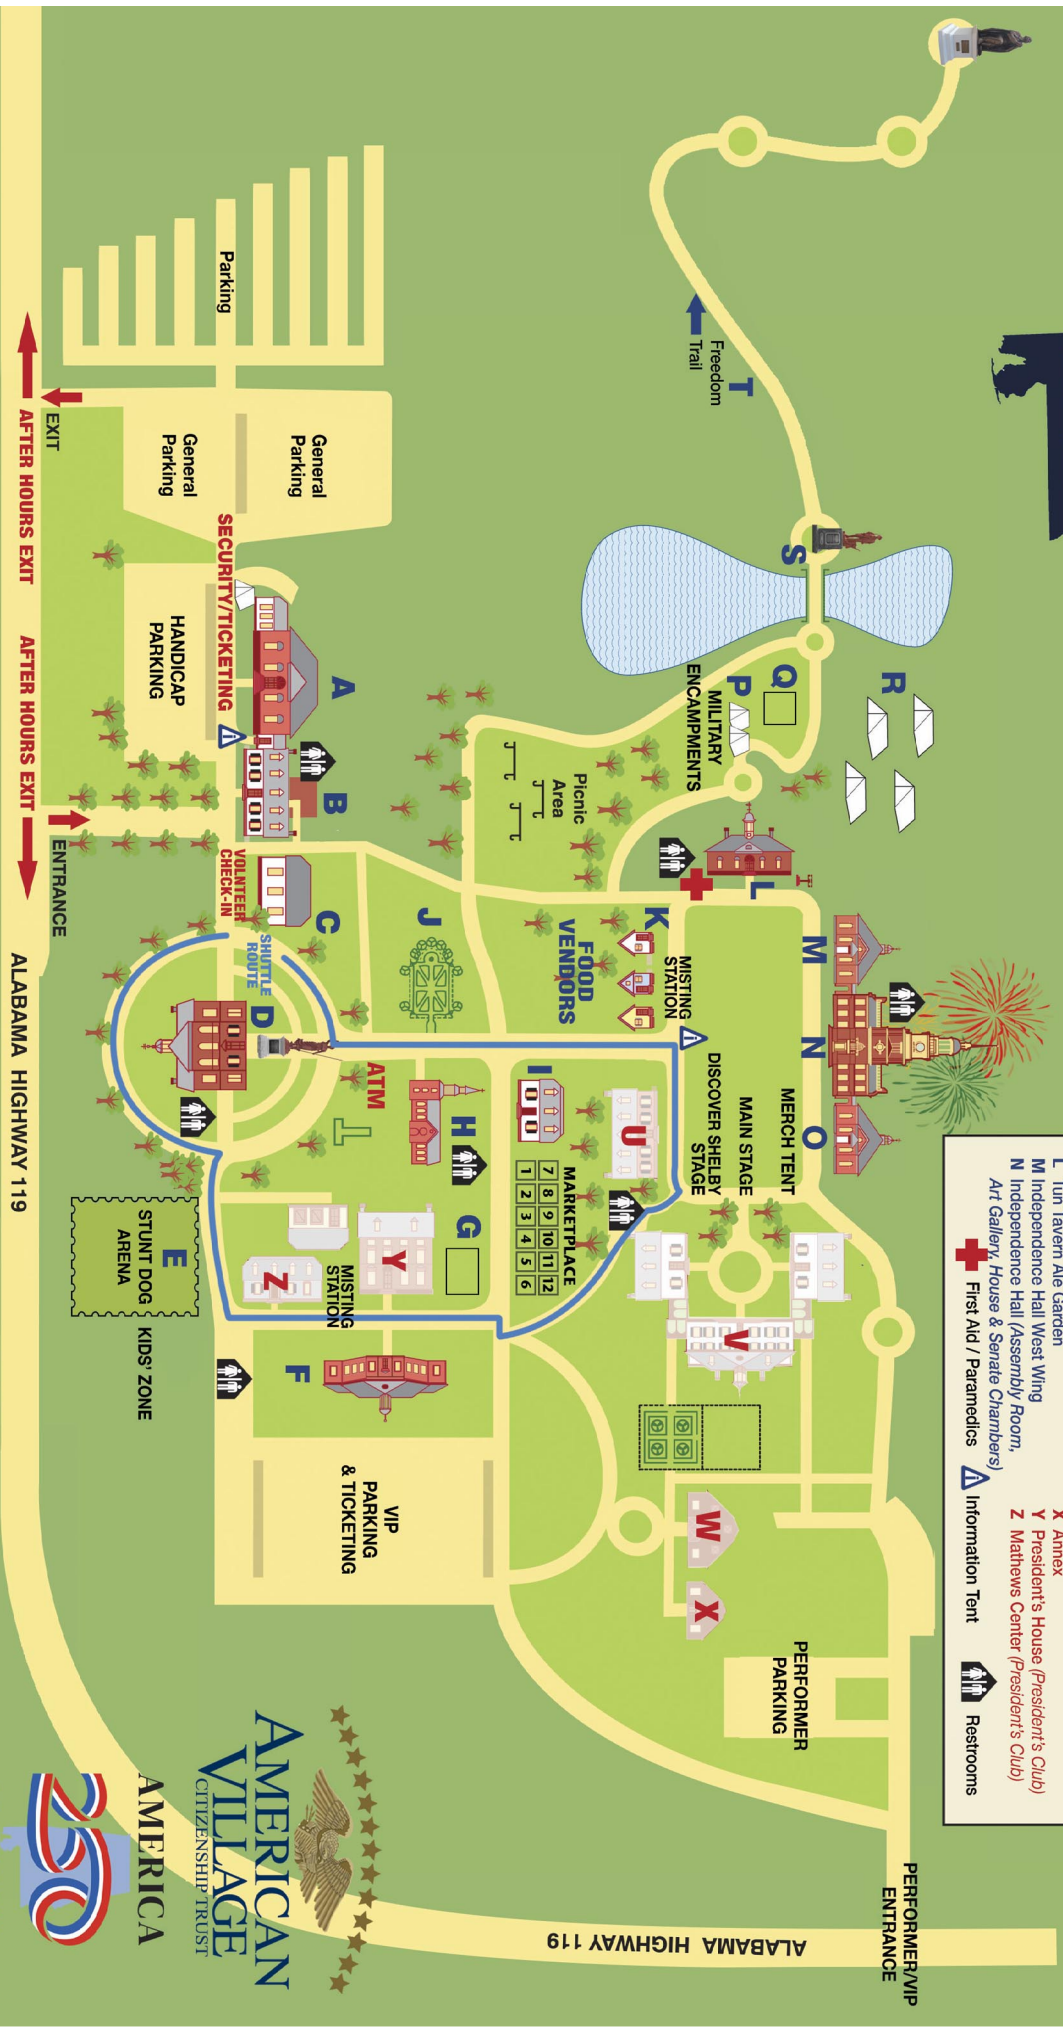 L Tun Tavern Ale Garden
M Independence Hall West Wing
N Independence Hall (Assembly Room,
Art Gallery, House & Senate Chambers)
X Annex
Y President's House (President's Club)
Z Mathews Center (President's Club)
First Aid / Paramedics
Information Tent
Restrooms
Freedom
Trail
T
S
R
Q
P
MILITARY
ENCAMPMENTS
Picnic
Area
L
M
N
O
K
MISTING
STATION
FOOD
VENDORS
J
MERCH TENT
MAIN STAGE
DISCOVER SHELBY
STAGE
U
I
MARKETPLACE
7 8 9 10 11 12
1 2 3 4 5 6
V
W
X
PERFORMER
PARKING
PERFORMER/VIP
ENTRANCE
Parking
General
Parking
General
Parking
HANDICAP
PARKING
SECURITY/TICKETING
A
B
C
VOLNTEER
CHECK-IN
SHUTTLE
ROUTE
D
ATM
H
G
Y
Z
MISTING
STATION
F
E
STUNT DOG
ARENA
KIDS' ZONE
VIP
PARKING
& TICKETING
EXIT
AFTER HOURS EXIT
AFTER HOURS EXIT
ENTRANCE
ALABAMA HIGHWAY 119
ALABAMA HIGHWAY 119
AMERICAN
VILLAGE
CITIZENSHIP TRUST
AMERICA
250